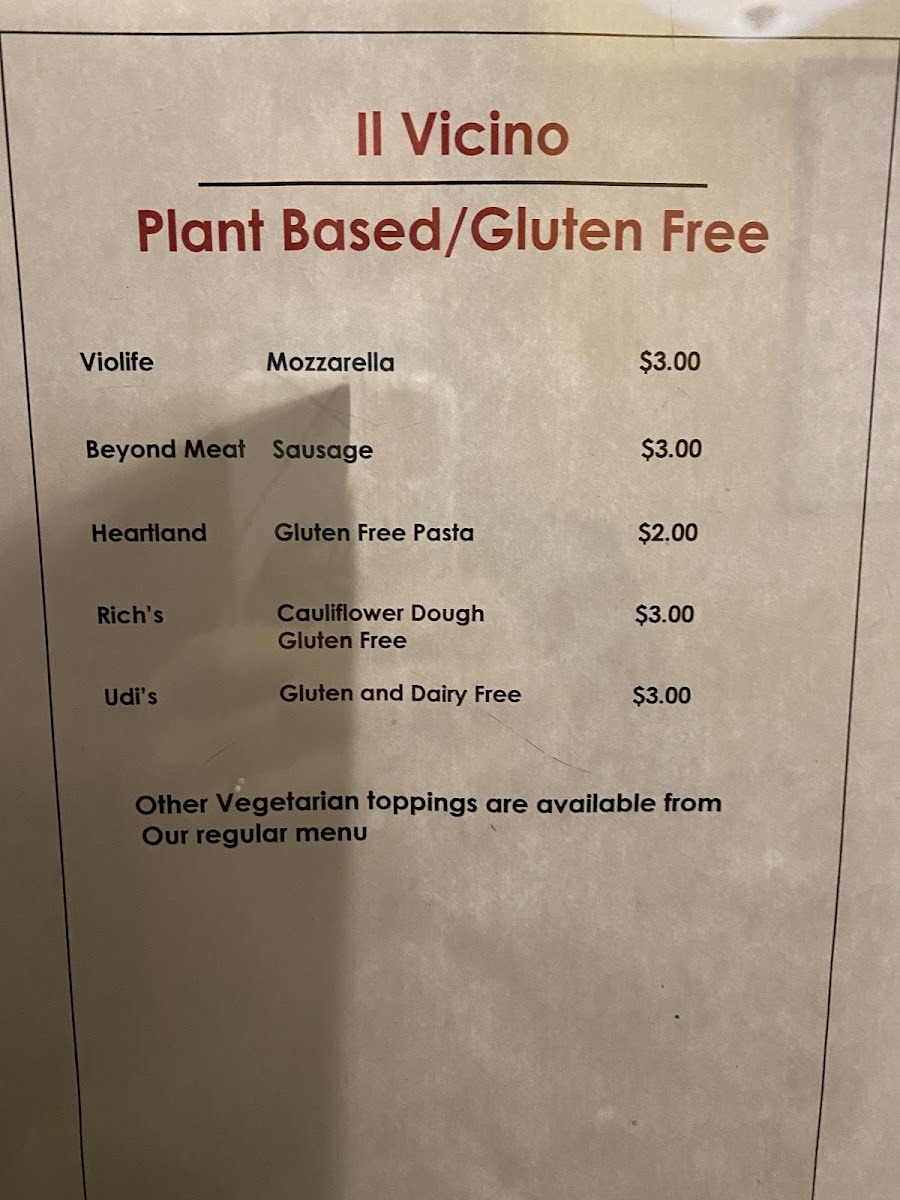 Il Vicino
Plant Based/Gluten Free
Violife Mozzarella $3.00
Beyond Meat Sausage $3.00
Heartland Gluten Free Pasta $2.00
Rich's Cauliflower Dough $3.00
Gluten Free
Udi's Gluten and Dairy Free $3.00
Other Vegetarian toppings are available from
Our regular menu